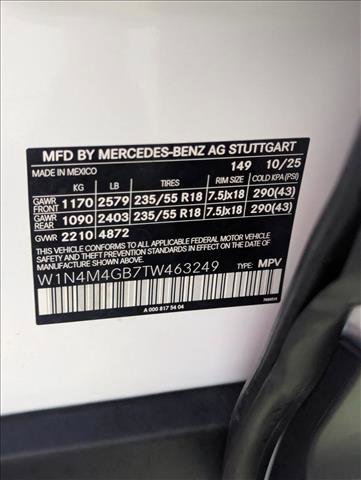 MFD BY MERCEDES-BENZ AG STUTTGART
MADE IN MEXICO 149 10/25
KG LB TIRE SIZE RIM SIZE COLD KPA (PSI)
GAWR FRONT 1170 2579 235/55 R18 7.5Jx18 290(43)
GAWR REAR 1090 2403 235/55 R18 7.5Jx18 290(43)
GVWR 2210 4872
THIS VEHICLE CONFORMS TO ALL APPLICABLE FEDERAL MOTOR VEHICLE
SAFETY AND THEFT PREVENTION STANDARDS IN EFFECT ON THE DATE OF
MANUFACTURE SHOWN ABOVE.
W1N4M4GB7TW463249 TYPE: MPV
A 000 817 54 04